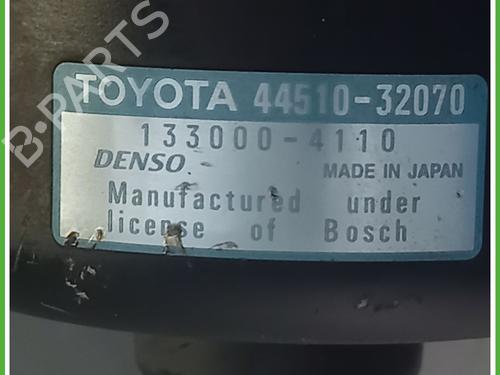 B-PARTS
TOYOTA 44510-32070
133000-4110
DENSO MADE IN JAPAN
Manufactured under
license of Bosch